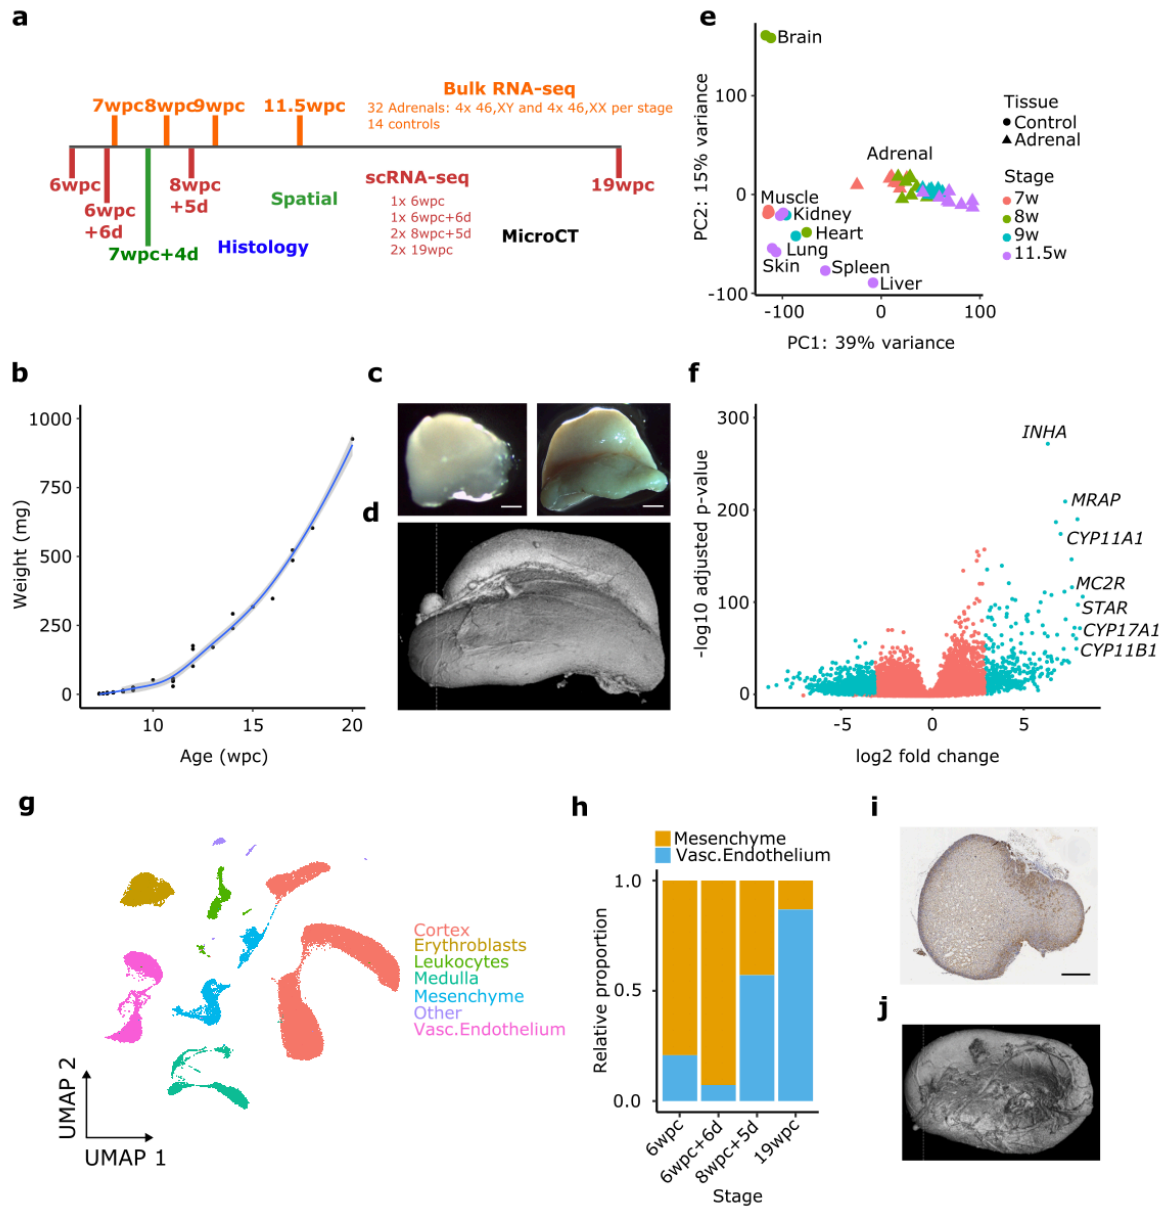 a
7wpc
8wpc
9wpc
11.5wpc
Bulk RNA-seq
32 Adrenals: 4x 46,XY and 4x 46,XX per stage
14 controls
6wpc
6wpc
+6d
7wpc+4d
8wpc
+5d
Histology
Spatial
scRNA-seq
1x 6wpc
1x 6wpc+6d
2x 8wpc+5d
2x 19wpc
MicroCT
19wpc
e
100
0
-100
PC2: 15% variance
Brain
Adrenal
Muscle
Kidney
Heart
Lung
Skin
Spleen
Liver
-100
0
100
PC1: 39% variance
Tissue
Control
Adrenal
Stage
7w
8w
9w
11.5w
b
1000
750
500
250
0
Weight (mg)
10
15
20
Age (wpc)
c
d
f
300
200
100
0
-log10 adjusted p-value
INHA
MRAP
CYP11A1
MC2R
STAR
CYP17A1
CYP11B1
-5
0
5
log2 fold change
g
Cortex
Erythroblasts
Leukocytes
Medulla
Mesenchyme
Other
Vasc.Endothelium
UMAP 2
UMAP 1
h
Mesenchyme
Vasc.Endothelium
1.0
0.5
0.0
Relative proportion
6wpc
6wpc+6d
8wpc+5d
19wpc
Stage
i
j